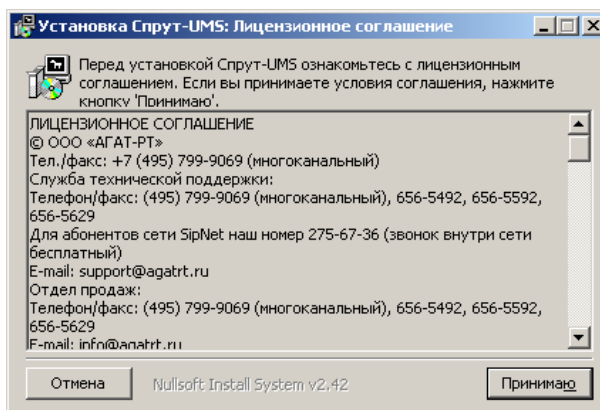 Установка Спрут-UMS: Лицензионное соглашение
Перед установкой Спрут-UMS ознакомьтесь с лицензионным
соглашением. Если вы принимаете условия соглашения, нажмите
кнопку 'Принимаю'.
ЛИЦЕНЗИОННОЕ СОГЛАШЕНИЕ
© ООО «АГАТ-РТ»
Тел./факс: +7 (495) 799-9069 (многоканальный)
Служба технической поддержки:
Телефон/факс: (495) 799-9069 (многоканальный), 656-5492, 656-5592,
656-5629
Для абонентов сети SipNet наш номер 275-67-36 (звонок внутри сети
бесплатный)
E-mail: support@agatrt.ru
Отдел продаж:
Телефон/факс: (495) 799-9069 (многоканальный), 656-5492, 656-5592,
656-5629
E-mail: info@agatrt.ru
Отмена
Nullsoft Install System v2.42
Принимаю